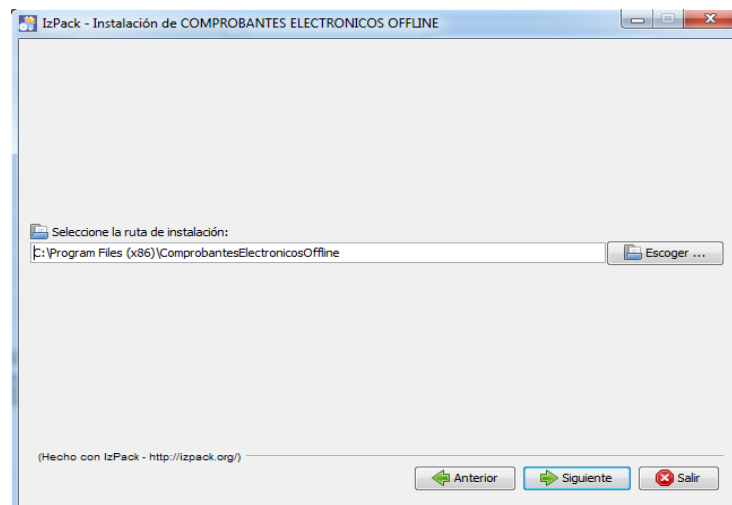 IzPack - Instalación de COMPROBANTES ELECTRONICOS OFFLINE
Seleccione la ruta de instalación:
C:\Program Files (x86)\ComprobantesElectronicosOffline
Escoger ...
(Hecho con IzPack - http://izpack.org/)
Anterior
Siguiente
Salir